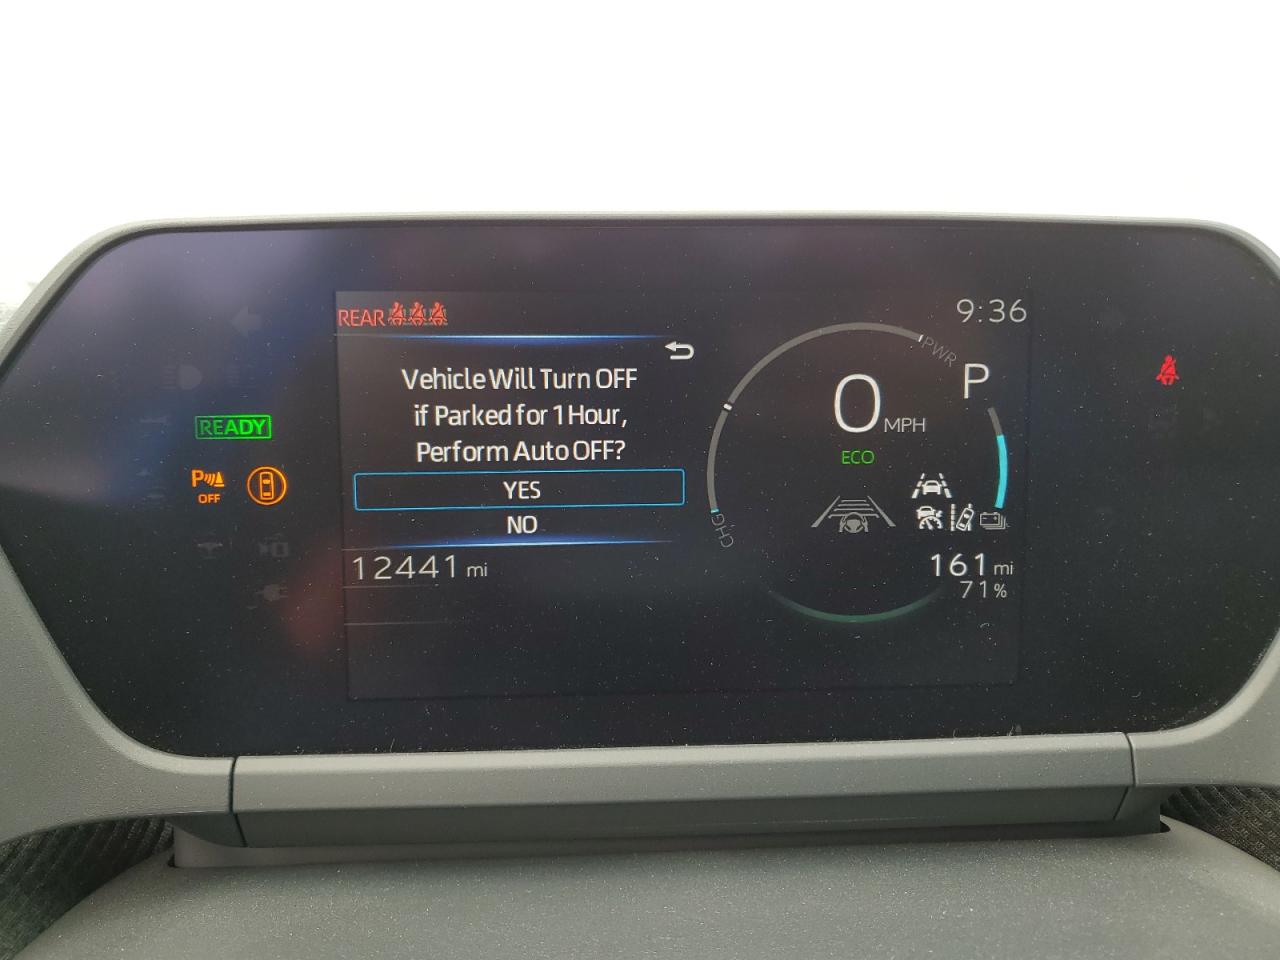 REAR
9:36
PWR
Vehicle Will Turn OFF
if Parked for 1 Hour,
Perform Auto OFF?
YES
NO
0 MPH
P
ECO
READY
P
OFF
CHG
12441 mi
161 mi
71%